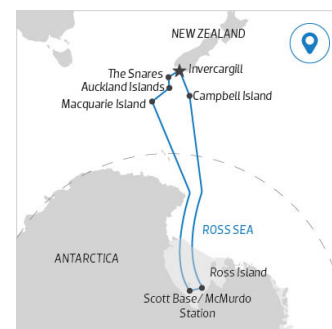 NEW ZEALAND
The Snares
Invercargill
Auckland Islands
Macquarie Island
Campbell Island
ROSS SEA
ANTARCTICA
Ross Island
Scott Base/ McMurdo
Station